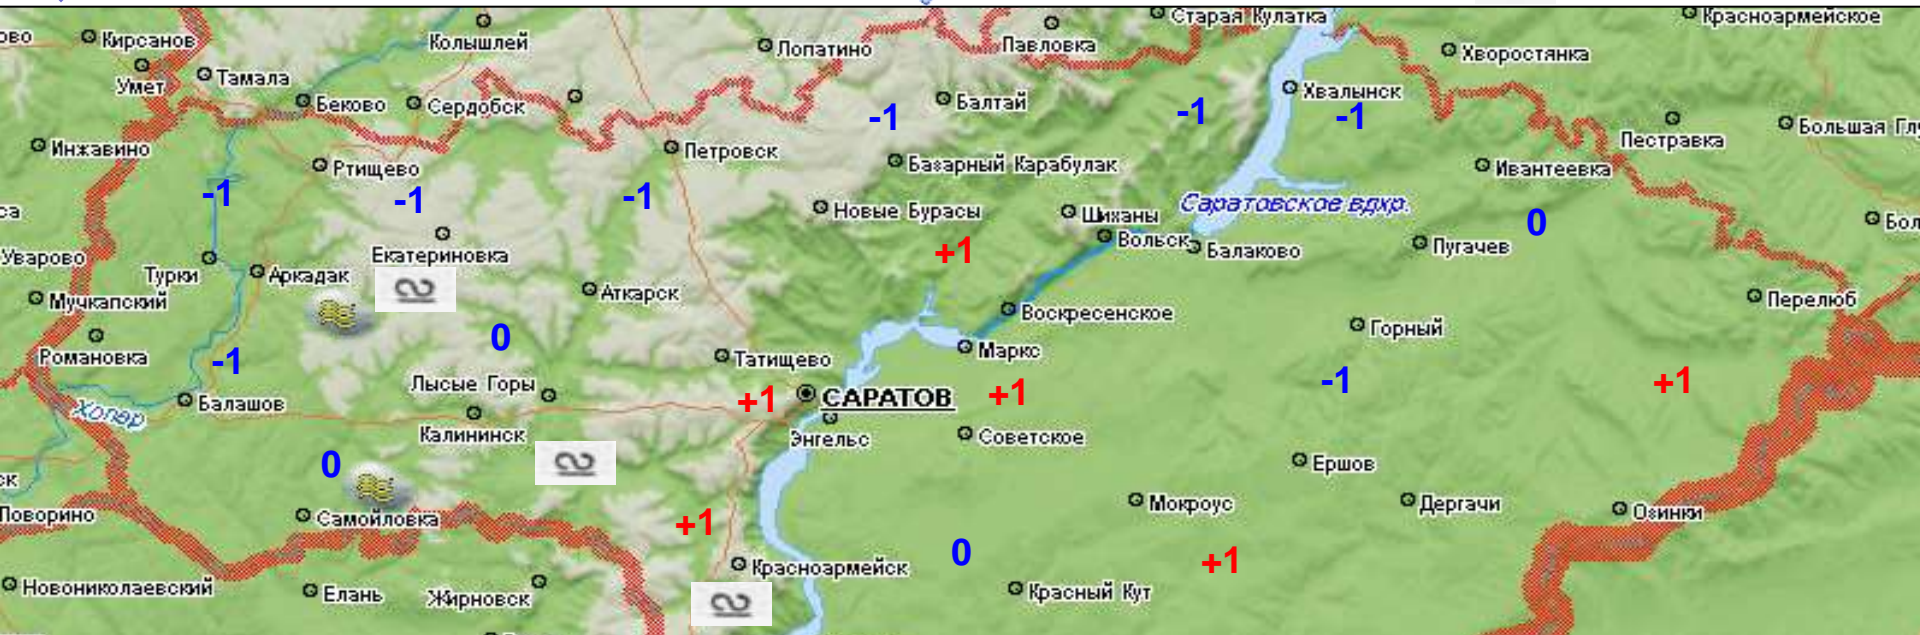 Старая Кулатка
Красноармейское
Кирсанов
Колышлей
Лопатино
Павловка
Хворостянка
Умет
Тамала
Беково
Сердобск
Балтай
Хвалынск
-1
-1
-1
Пестравка
Инжавино
Ртищево
Петровск
Базарный Карабулак
Ивантеевка
-1
-1
-1
Новые Бурасы
Шиханы
Саратовское вдхр.
0
Уварово
Турки
Екатериновка
+1
Вольск
Балаково
Пугачев
Аркадак
Мучкапский
Аткарск
Воскресенское
Перелюб
Горный
Романовка
0
Татищево
Маркс
-1
Лысые Горы
+1
САРАТОВ
+1
-1
+1
Хопер
Балашов
Калининск
Энгельс
Советское
0
Ершов
Поворино
Самойловка
+1
Мокроус
Дергачи
Озинки
0
+1
Красноармейск
Новониколаевский
Елань
Жирновск
Красный Кут